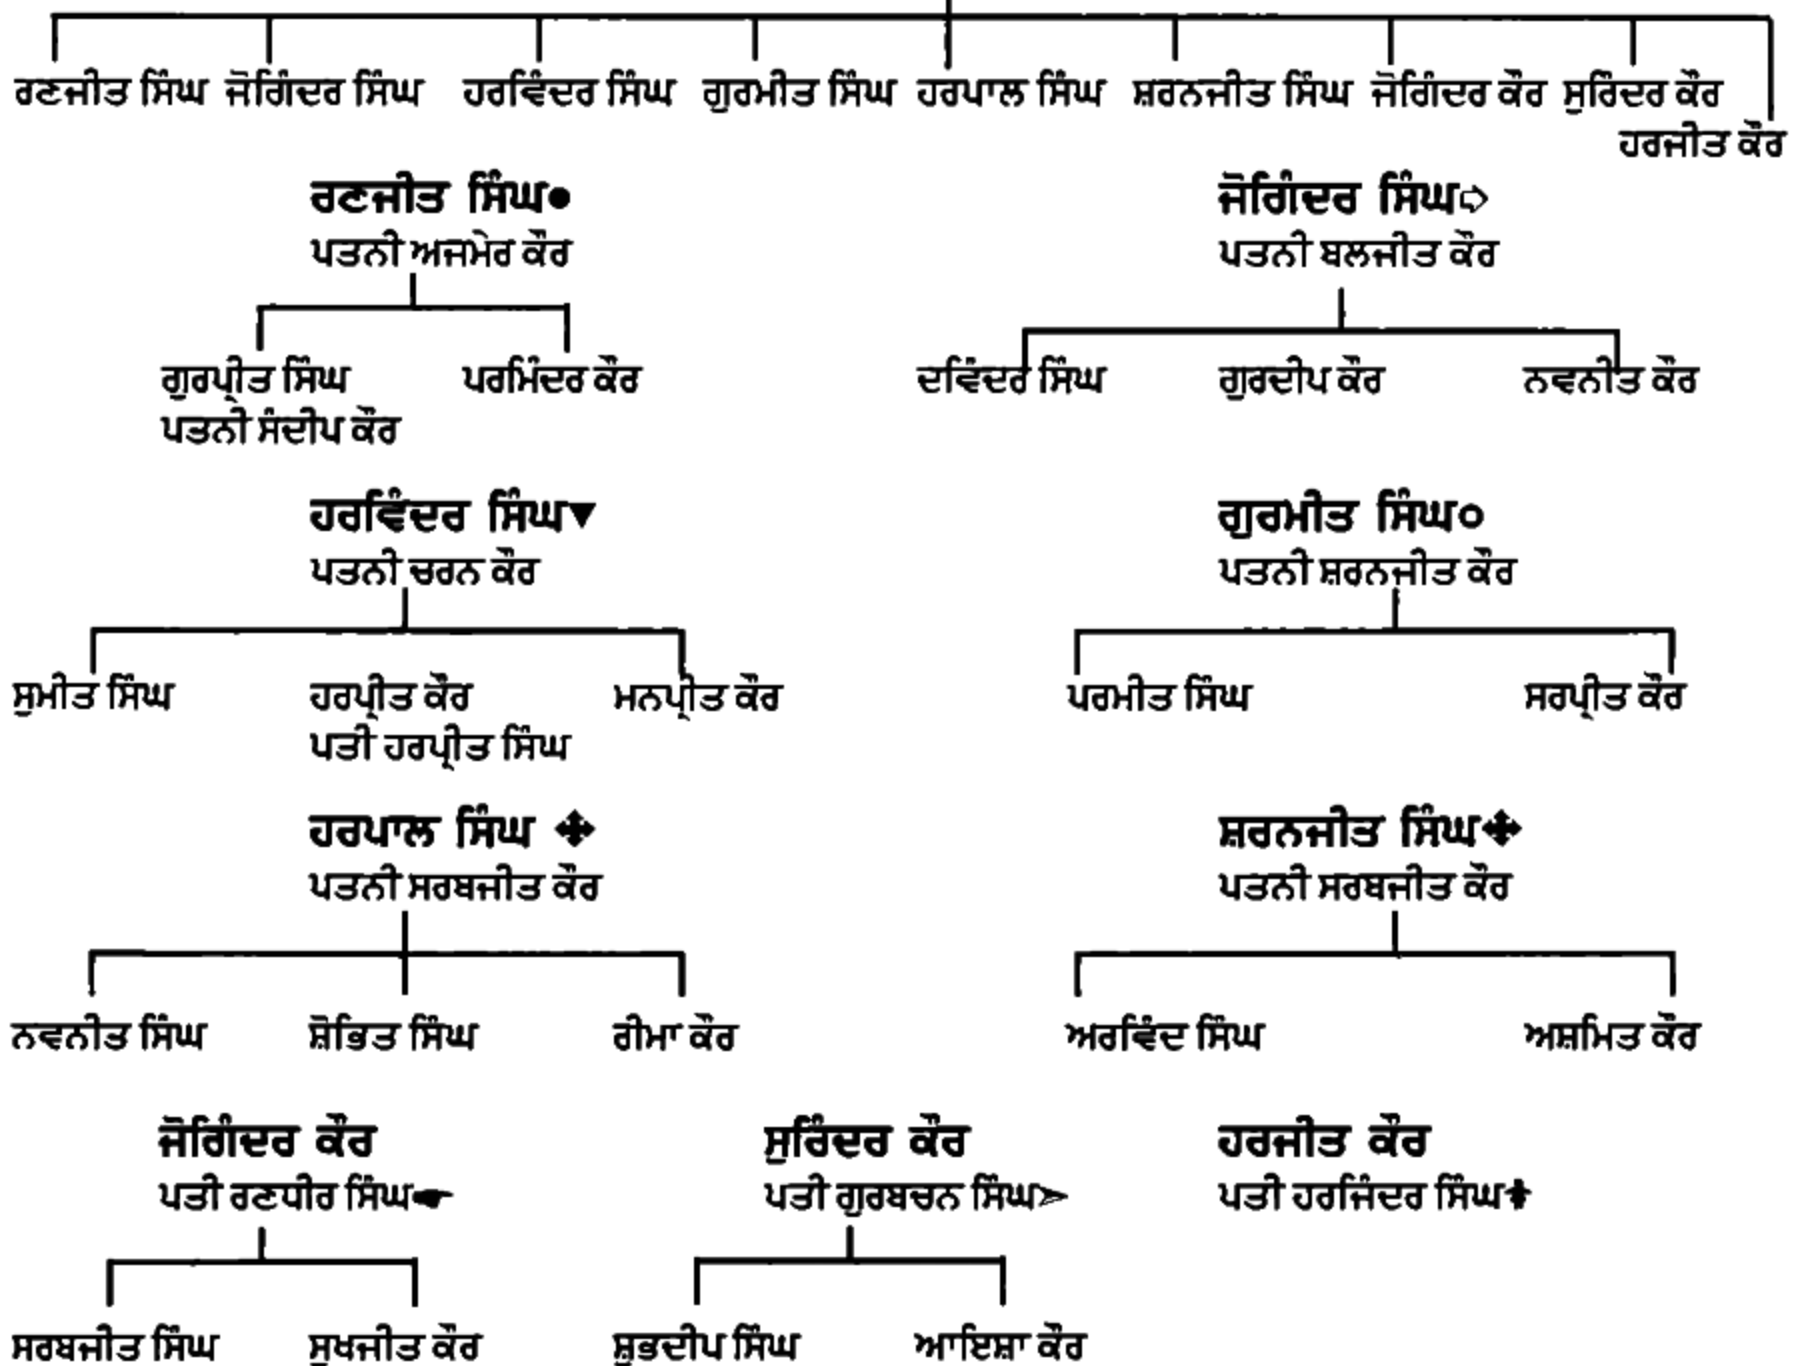 ਰਣਜੀਤ ਸਿੰਘ ਜੋਗਿੰਦਰ ਸਿੰਘ ਹਰਵਿੰਦਰ ਸਿੰਘ ਗੁਰਮੀਤ ਸਿੰਘ ਹਰਪਾਲ ਸਿੰਘ ਸ਼ਰਨਜੀਤ ਸਿੰਘ ਜੋਗਿੰਦਰ ਕੌਰ ਸੁਰਿੰਦਰ ਕੌਰ
ਹਰਜੀਤ ਕੌਰ
ਰਣਜੀਤ ਸਿੰਘ● ਜੋਗਿੰਦਰ ਸਿੰਘ➪
ਪਤਨੀ ਅਜਮੇਰ ਕੌਰ ਪਤਨੀ ਬਲਜੀਤ ਕੌਰ
ਗੁਰਪ੍ਰੀਤ ਸਿੰਘ ਪਰਮਿੰਦਰ ਕੌਰ ਦਵਿੰਦਰ ਸਿੰਘ ਗੁਰਦੀਪ ਕੌਰ ਨਵਨੀਤ ਕੌਰ
ਪਤਨੀ ਸੰਦੀਪ ਕੌਰ
ਹਰਵਿੰਦਰ ਸਿੰਘ▼ ਗੁਰਮੀਤ ਸਿੰਘ○
ਪਤਨੀ ਚਰਨ ਕੌਰ ਪਤਨੀ ਸ਼ਰਨਜੀਤ ਕੌਰ
ਸੁਮੀਤ ਸਿੰਘ ਹਰਪ੍ਰੀਤ ਕੌਰ ਮਨਪ੍ਰੀਤ ਕੌਰ ਪਰਮੀਤ ਸਿੰਘ ਸਰਪ੍ਰੀਤ ਕੌਰ
ਪਤੀ ਹਰਪ੍ਰੀਤ ਸਿੰਘ
ਹਰਪਾਲ ਸਿੰਘ ✥ ਸ਼ਰਨਜੀਤ ਸਿੰਘ✥
ਪਤਨੀ ਸਰਬਜੀਤ ਕੌਰ ਪਤਨੀ ਸਰਬਜੀਤ ਕੌਰ
ਨਵਨੀਤ ਸਿੰਘ ਸ਼ੋਭਿਤ ਸਿੰਘ ਰੀਮਾ ਕੌਰ ਅਰਵਿੰਦ ਸਿੰਘ ਅਸ਼ਮਿਤ ਕੌਰ
ਜੋਗਿੰਦਰ ਕੌਰ ਸੁਰਿੰਦਰ ਕੌਰ ਹਰਜੀਤ ਕੌਰ
ਪਤੀ ਰਣਧੀਰ ਸਿੰਘ☛ ਪਤੀ ਗੁਰਬਚਨ ਸਿੰਘ➢ ਪਤੀ ਹਰਜਿੰਦਰ ਸਿੰਘ
ਸਰਬਜੀਤ ਸਿੰਘ ਸੁਖਜੀਤ ਕੌਰ ਸ਼ੁਭਦੀਪ ਸਿੰਘ ਆਇਸ਼ਾ ਕੌਰ